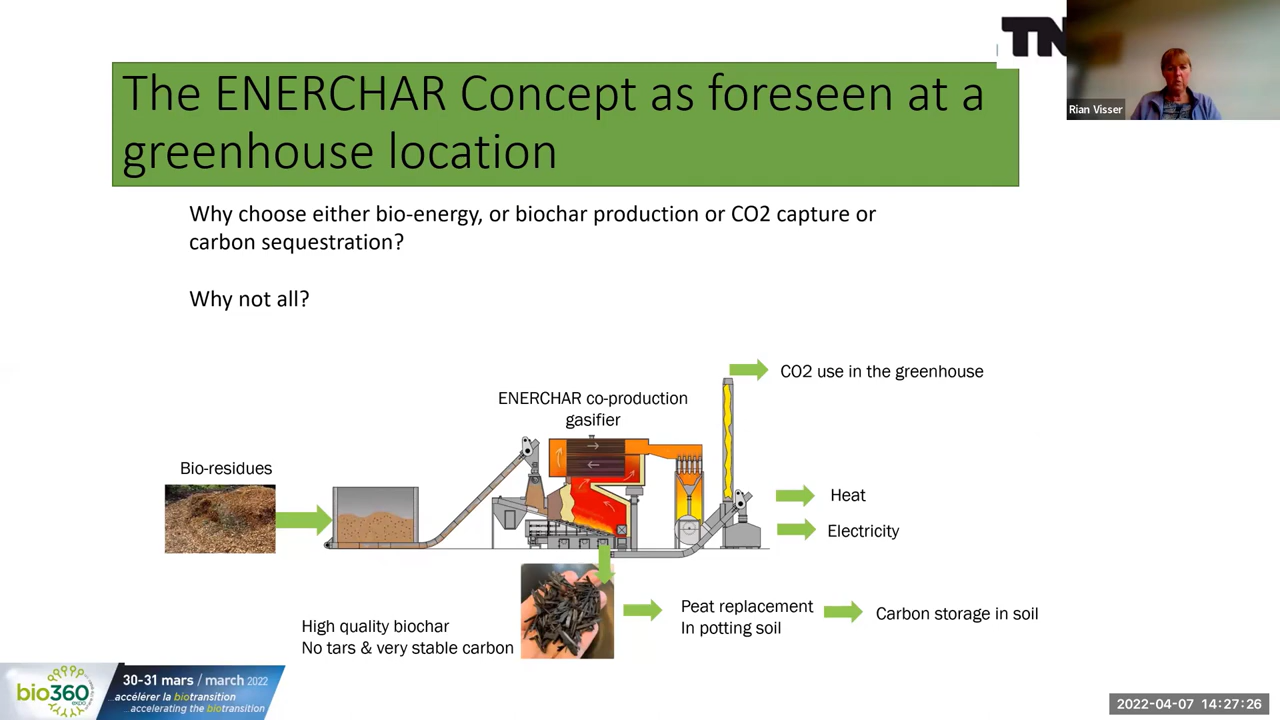 TN
Rian Visser
The ENERCHAR Concept as foreseen at a
greenhouse location
Why choose either bio-energy, or biochar production or CO2 capture or
carbon sequestration?
Why not all?
CO2 use in the greenhouse
ENERCHAR co-production
gasifier
Bio-residues
Heat
Electricity
Peat replacement
In potting soil
Carbon storage in soil
High quality biochar
No tars & very stable carbon
bio360
expo
30-31 mars / march 2022
...accélérer la biotransition
...accelerating the biotransition
2022-04-07 14:27:26